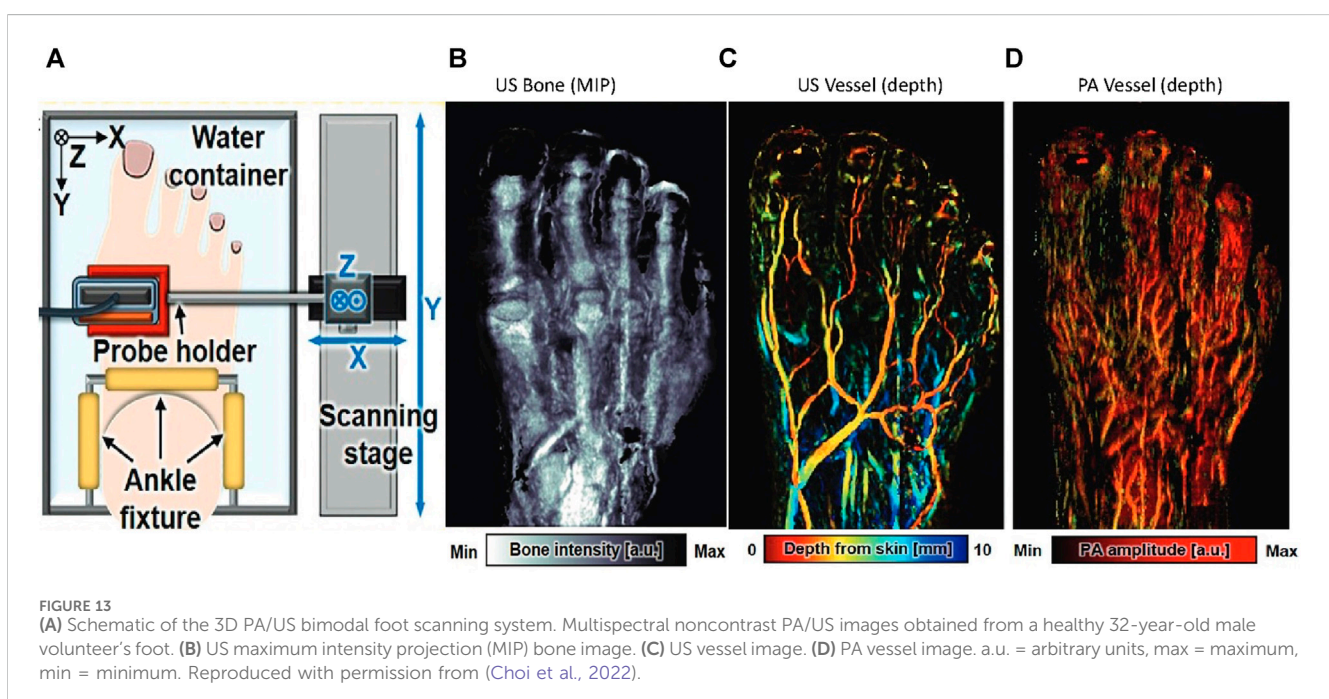 A
B
C
D
US Bone (MIP)
US Vessel (depth)
PA Vessel (depth)
X
Z
Y
Water
container
Z
Y
X
Probe holder
Scanning
stage
Ankle
fixture
Min Bone intensity [a.u.] Max
0 Depth from skin [mm] 10
Min PA amplitude [a.u.] Max
FIGURE 13
(A) Schematic of the 3D PA/US bimodal foot scanning system. Multispectral noncontrast PA/US images obtained from a healthy 32-year-old male
volunteer’s foot. (B) US maximum intensity projection (MIP) bone image. (C) US vessel image. (D) PA vessel image. a.u. = arbitrary units, max = maximum,
min = minimum. Reproduced with permission from (Choi et al., 2022).